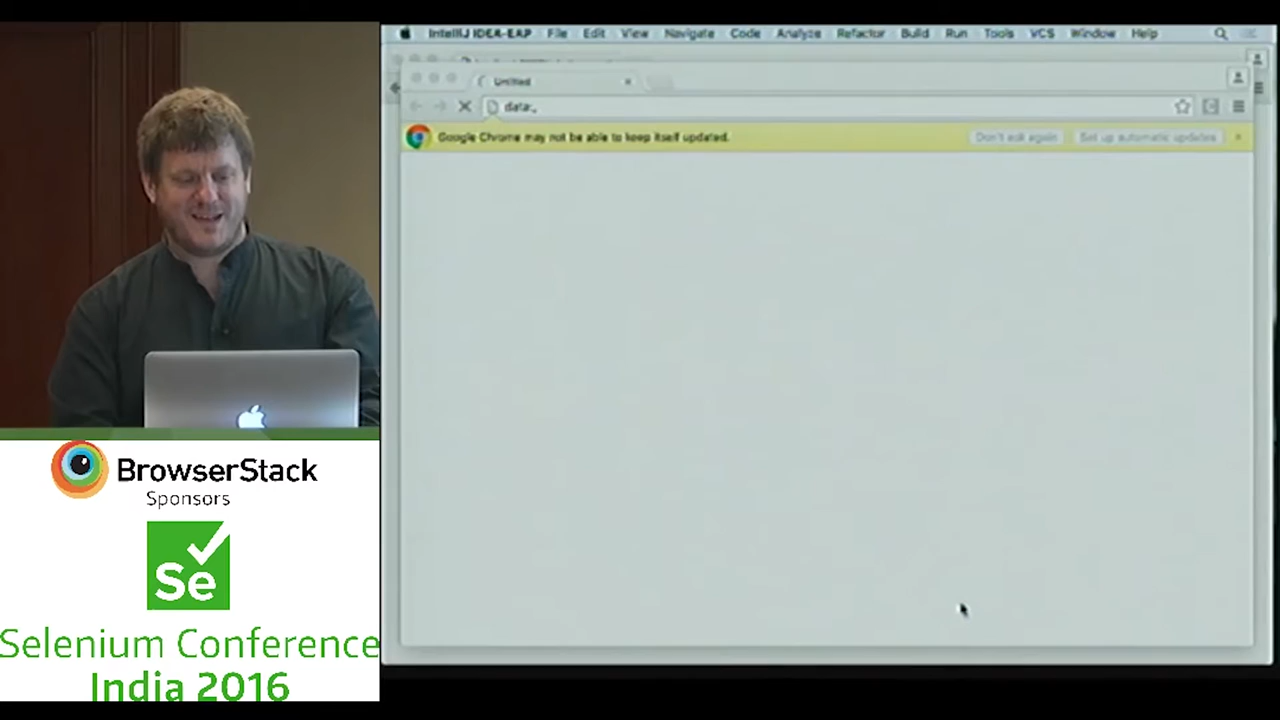 IntelliJ IDEA-EAP File Edit View Navigate Code Analyze Refactor Build Run Tools VCS Window Help
Untitled
data:,
Google Chrome may not be able to keep itself updated. Don't ask again Set up automatic updates
BrowserStack
Sponsors
Se
Selenium Conference
India 2016